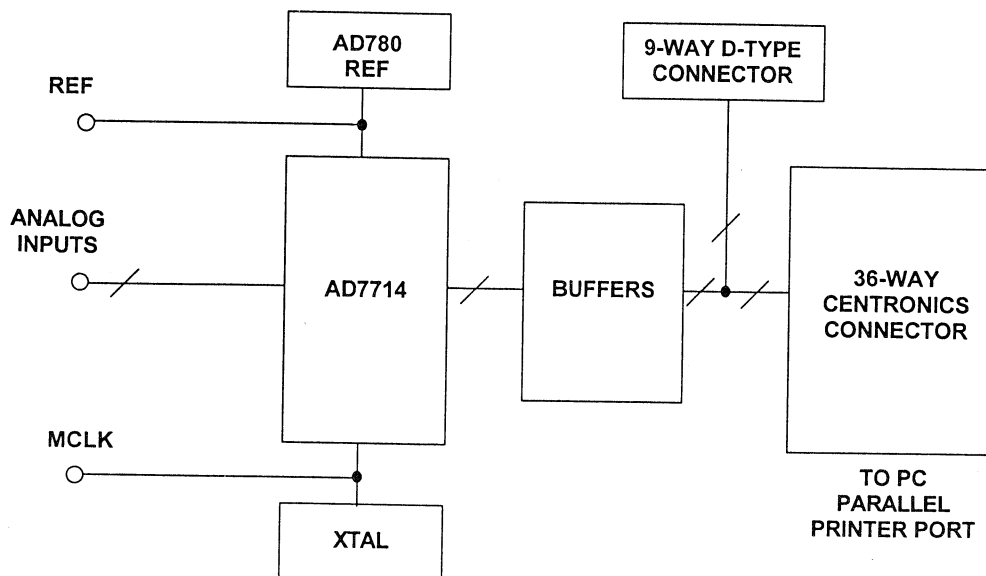 AD780
REF
9-WAY D-TYPE
CONNECTOR
REF
ANALOG
INPUTS
AD7714
BUFFERS
36-WAY
CENTRONICS
CONNECTOR
MCLK
XTAL
TO PC
PARALLEL
PRINTER PORT